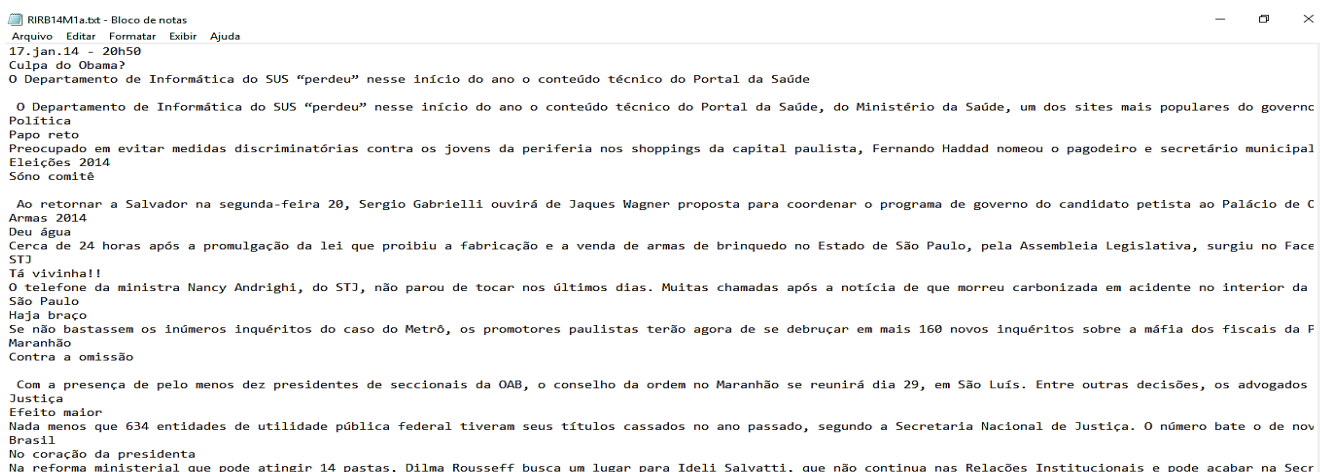 RIRB14M1a.txt - Bloco de notas
Arquivo Editar Formatar Exibir Ajuda
17.jan.14 - 20h50
Culpa do Obama?
O Departamento de Informática do SUS “perdeu” nesse início do ano o conteúdo técnico do Portal da Saúde
O Departamento de Informática do SUS “perdeu” nesse início do ano o conteúdo técnico do Portal da Saúde, do Ministério da Saúde, um dos sites mais populares do governo
Política
Papo reto
Preocupado em evitar medidas discriminatórias contra os jovens da periferia nos shoppings da capital paulista, Fernando Haddad nomeou o pagodeiro e secretário municipal
Eleições 2014
Sóno comitê
Ao retornar a Salvador na segunda-feira 20, Sergio Gabrielli ouvirá de Jaques Wagner proposta para coordenar o programa de governo do candidato petista ao Palácio de
Armas 2014
Deu água
Cerca de 24 horas após a promulgação da lei que proibiu a fabricação e a venda de armas de brinquedo no Estado de São Paulo, pela Assembleia Legislativa, surgiu no Face
STJ
Tá vivinha!!
O telefone da ministra Nancy Andrighi, do STJ, não parou de tocar nos últimos dias. Muitas chamadas após a notícia de que morreu carbonizada em acidente no interior da
São Paulo
Haja braço
Se não bastassem os inúmeros inquéritos do caso do Metrô, os promotores paulistas terão agora de se debruçar em mais 160 novos inquéritos sobre a máfia dos fiscais da
Maranhão
Contra a omissão
Com a presença de pelo menos dez presidentes de seccionais da OAB, o conselho da ordem no Maranhão se reunirá dia 29, em São Luís. Entre outras decisões, os advogados
Justiça
Efeito maior
Nada menos que 634 entidades de utilidade pública federal tiveram seus títulos cassados no ano passado, segundo a Secretaria Nacional de Justiça. O número bate o de nov
Brasil
No coração da presidenta
Na reforma ministerial que pode atingir 14 pastas, Dilma Rousseff busca um lugar para Ideli Salvatti, que não continua nas Relações Institucionais e pode acabar na Secr